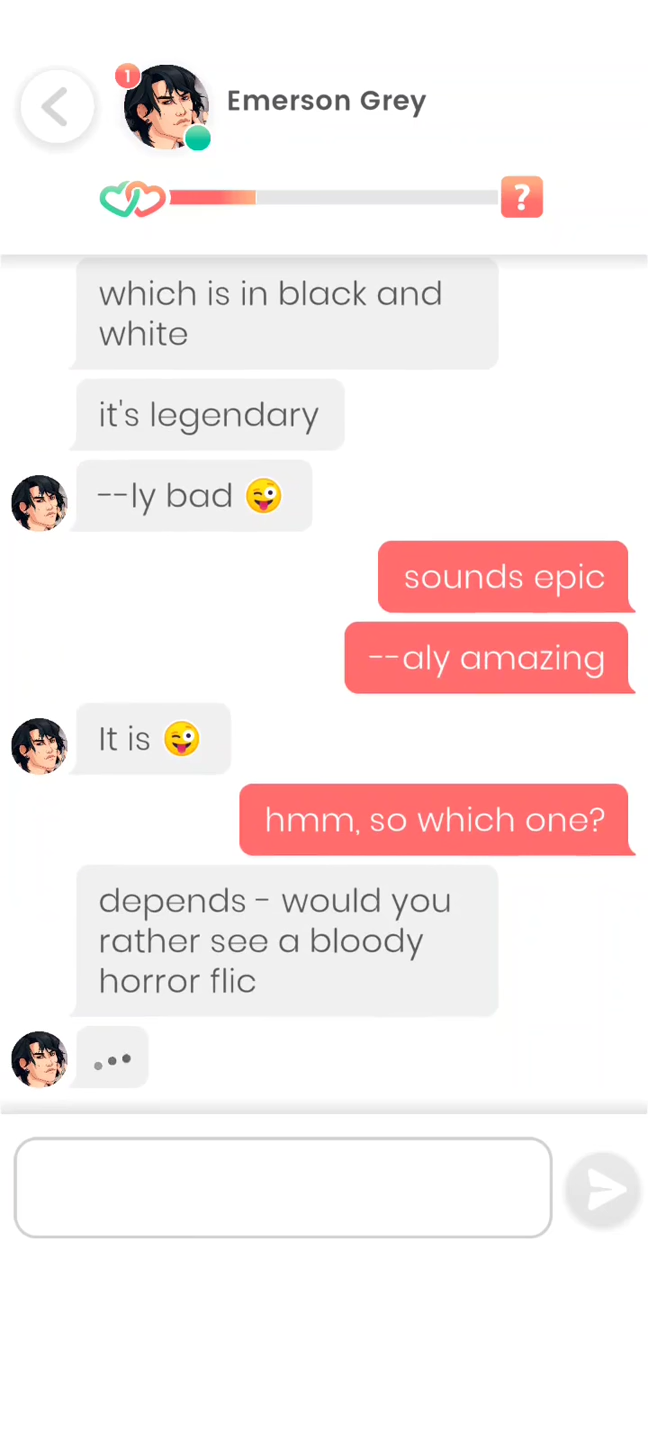 1
Emerson Grey
?
which is in black and
white
it's legendary
--ly bad 😜
sounds epic
--aly amazing
It is 😜
hmm, so which one?
depends - would you
rather see a bloody
horror flic